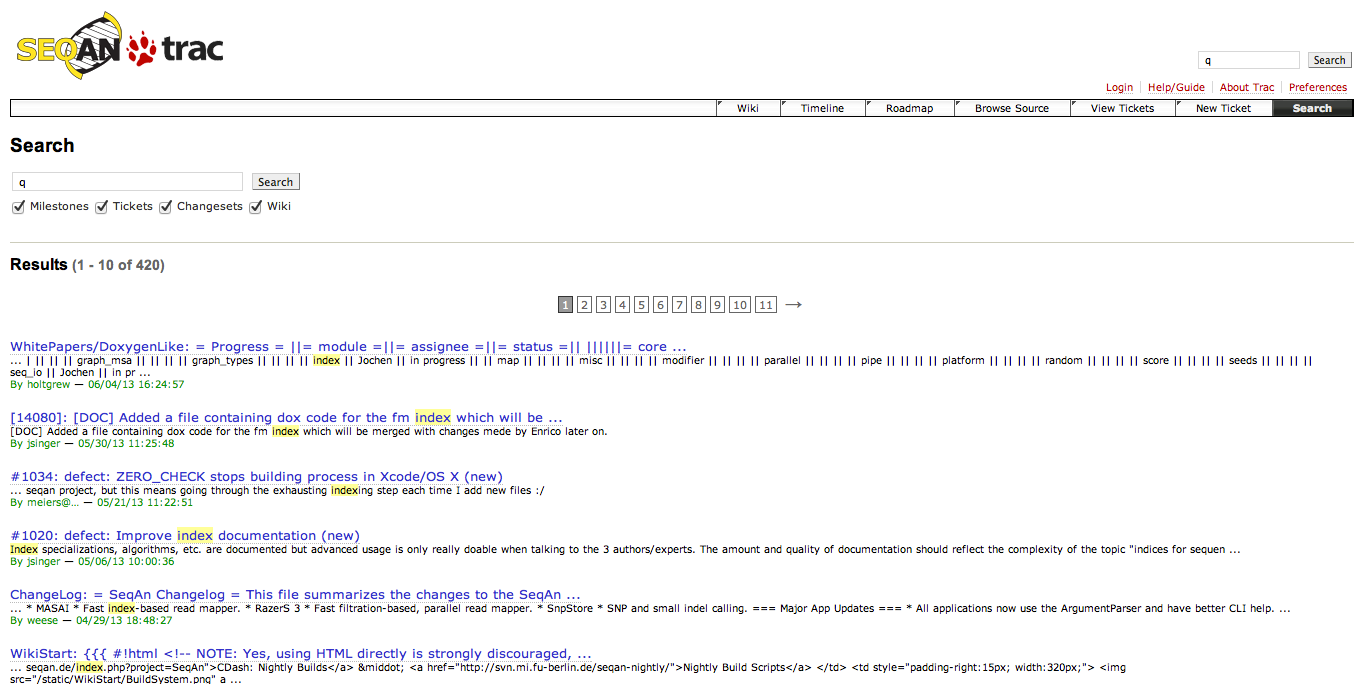 SEQAN trac
q Search
Login Help/Guide About Trac Preferences
Wiki Timeline Roadmap Browse Source View Tickets New Ticket Search
Search
q Search
Milestones Tickets Changesets Wiki
Results (1 - 10 of 420)
1 2 3 4 5 6 7 8 9 10 11 →
WhitePapers/DoxygenLike: = Progress = ||= module =||= assignee =||= status =|| ||||||= core ...
... | || || || graph_msa || || || || graph_types || || || || index || Jochen || in progress || || map || || || || misc || || || || modifier || || || || parallel || || || || pipe || || || || platform || || || || random || || || || score || || || || seeds || || || ||
seq_io || Jochen || in pr ...
By holtgrew — 06/04/13 16:24:57
[14080]: [DOC] Added a file containing dox code for the fm index which will be ...
[DOC] Added a file containing dox code for the fm index which will be merged with changes mede by Enrico later on.
By jsinger — 05/30/13 11:25:48
#1034: defect: ZERO_CHECK stops building process in Xcode/OS X (new)
... seqan project, but this means going through the exhausting indexing step each time I add new files :/
By meiers@... — 05/21/13 11:22:51
#1020: defect: Improve index documentation (new)
Index specializations, algorithms, etc. are documented but advanced usage is only really doable when talking to the 3 authors/experts. The amount and quality of documentation should reflect the complexity of the topic "indices for sequen ...
By jsinger — 05/06/13 10:00:36
ChangeLog: = SeqAn Changelog = This file summarizes the changes to the SeqAn ...
... * MASAI * Fast index-based read mapper. * RazerS 3 * Fast filtration-based, parallel read mapper. * SnpStore * SNP and small indel calling. === Major App Updates === * All applications now use the ArgumentParser and have better CLI help. ...
By weese — 04/29/13 18:48:27
WikiStart: {{{ #!html <!-- NOTE: Yes, using HTML directly is strongly discouraged, ...
... seqan.de/index.php?project=SeqAn">CDash: Nightly Builds</a> &middot; <a href="http://svn.mi.fu-berlin.de/seqan-nightly/">Nightly Build Scripts</a> </td> <td style="padding-right:15px; width:320px;"> <img
src="/static/WikiStart/BuildSystem.png" a ...